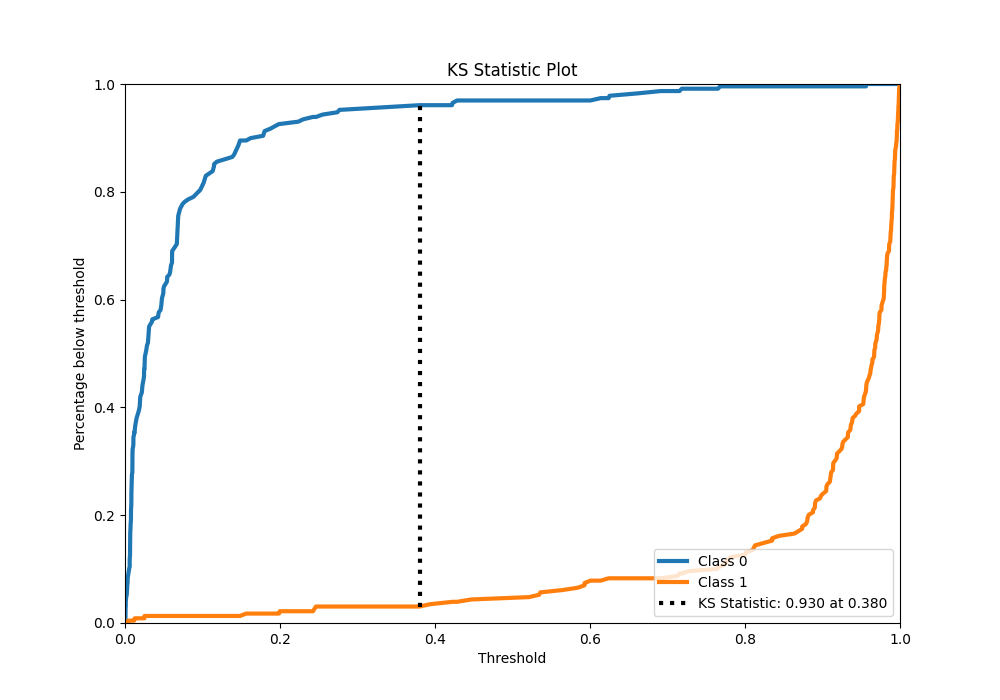 KS Statistic Plot
Percentage below threshold
1.0
0.8
0.6
0.4
0.2
0.0
0.0 0.2 0.4 0.6 0.8 1.0
Threshold
Class 0
Class 1
KS Statistic: 0.930 at 0.380